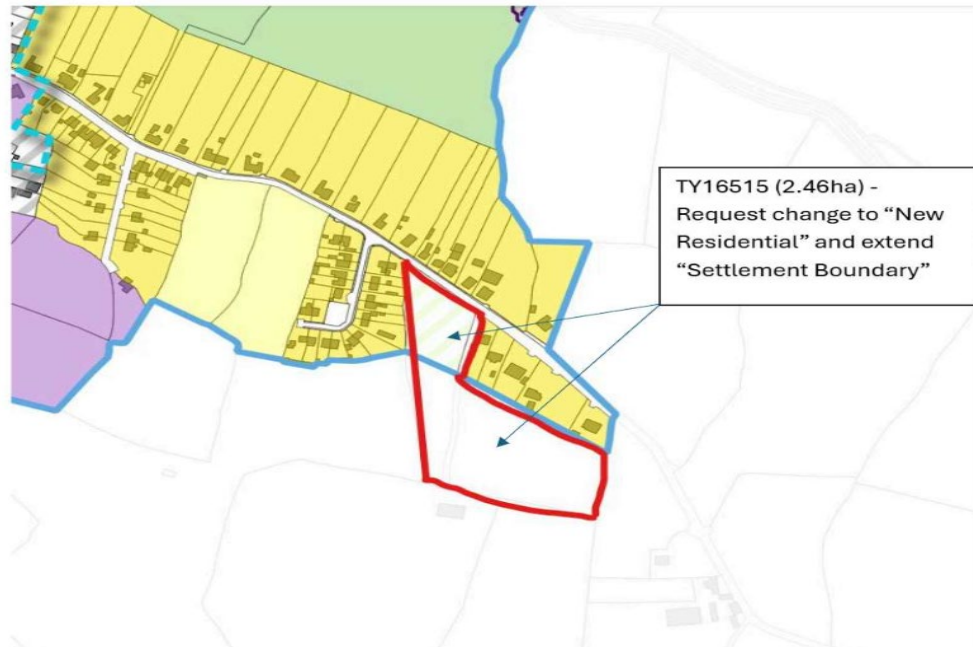 TY16515 (2.46ha) -
Request change to “New
Residential” and extend
“Settlement Boundary”